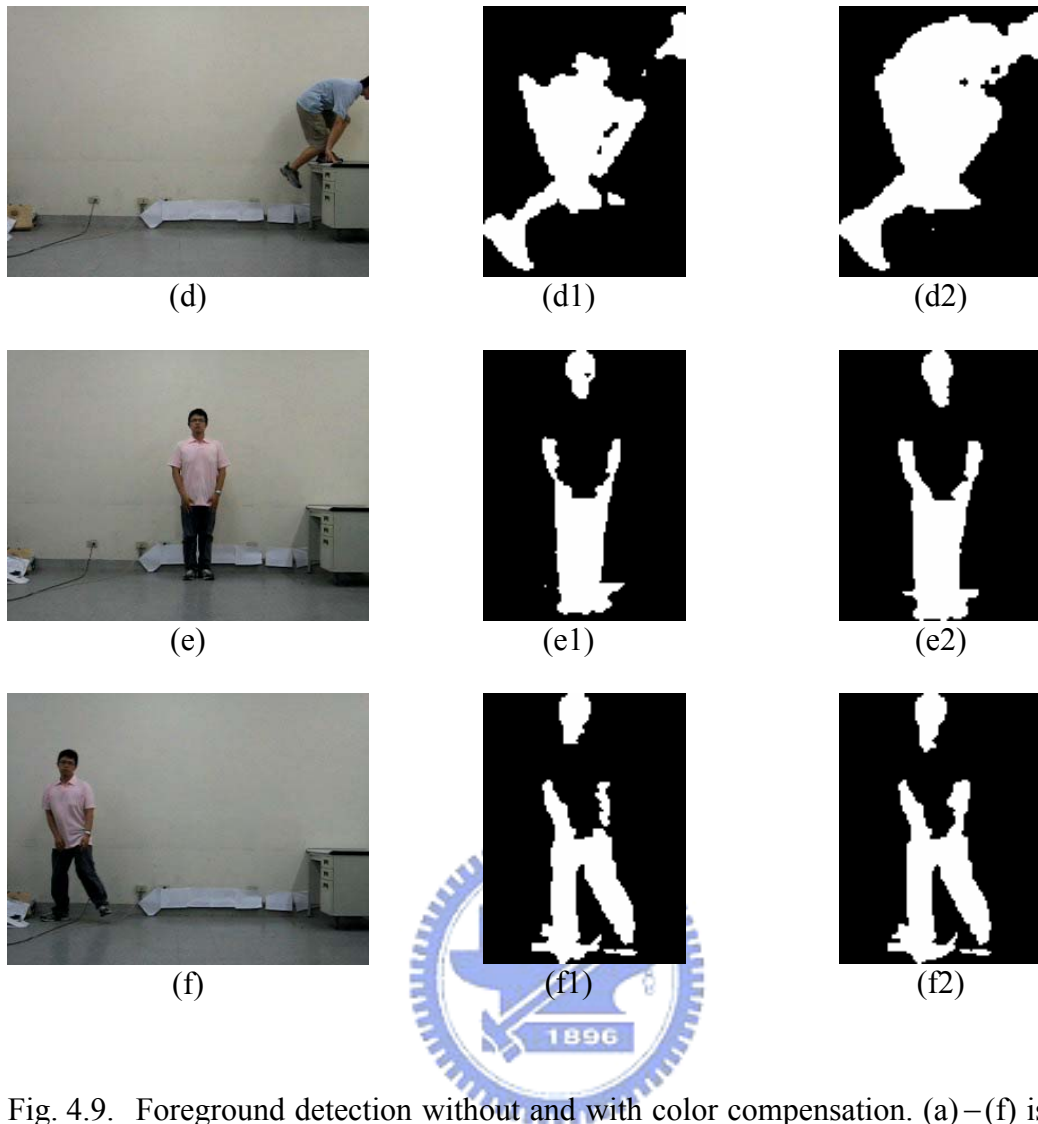 (d) (d1) (d2)
(e) (e1) (e2)
(f) (f1) (f2)
1896
Fig. 4.9. Foreground detection without and with color compensation. (a)–(f) is